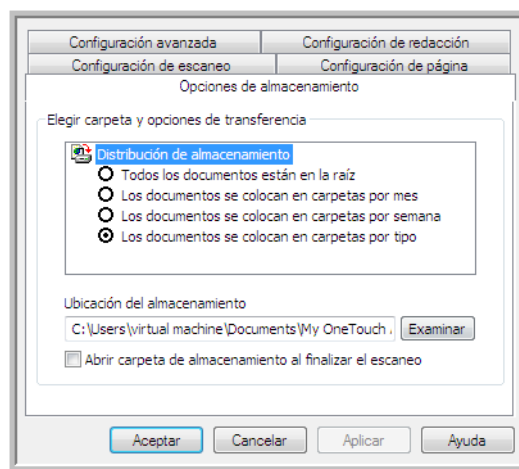 Configuración avanzada
Configuración de redacción
Configuración de escaneo
Configuración de página
Opciones de almacenamiento
Elegir carpeta y opciones de transferencia
Distribución de almacenamiento
Todos los documentos están en la raíz
Los documentos se colocan en carpetas por mes
Los documentos se colocan en carpetas por semana
Los documentos se colocan en carpetas por tipo
Ubicación del almacenamiento
C:\Users\virtual machine\Documents\My OneTouch
Examinar
Abrir carpeta de almacenamiento al finalizar el escaneo
Aceptar
Cancelar
Aplicar
Ayuda